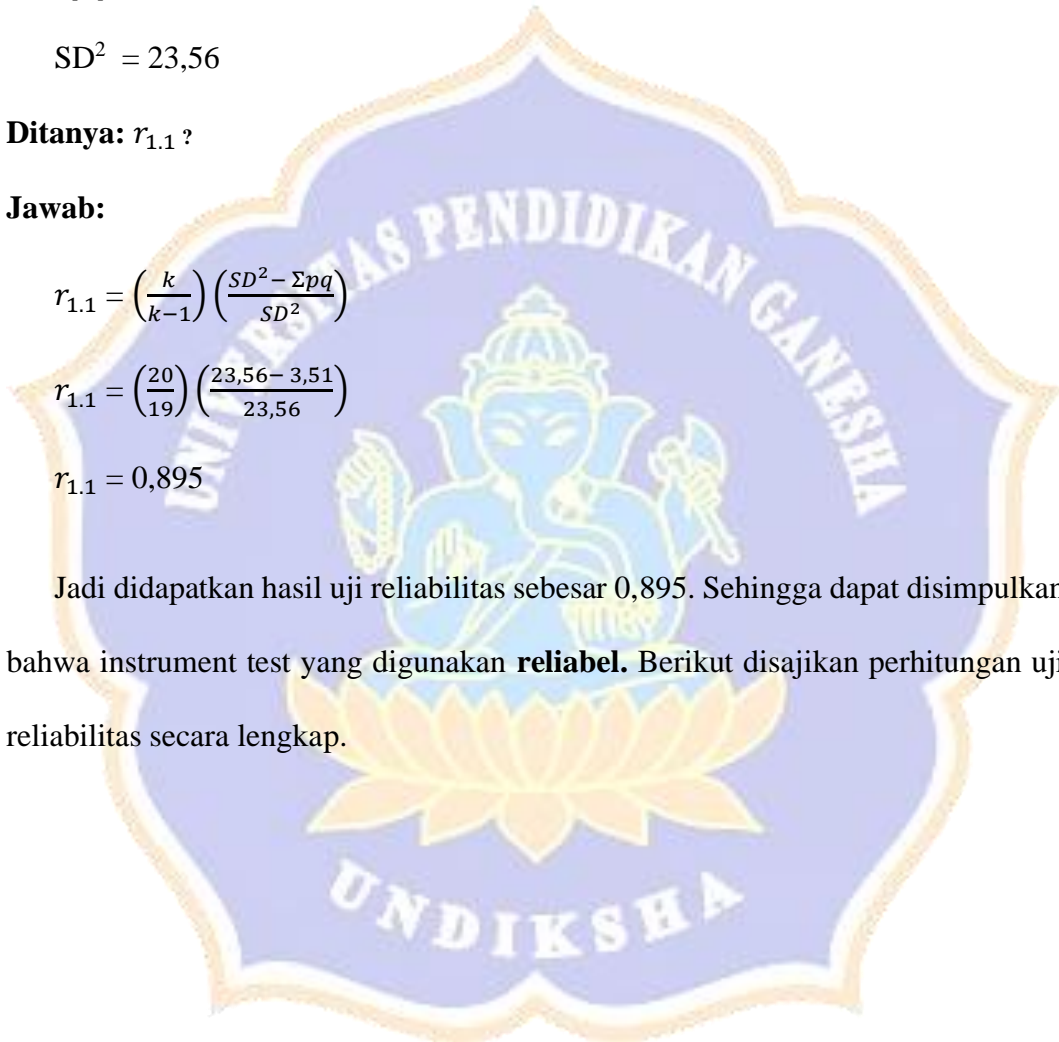 SD² = 23,56
Ditanya: r₁.₁ ?
Jawab:
r₁.₁ = (k/(k−1)) ((SD² − Σpq)/SD²)
r₁.₁ = (20/19) ((23,56− 3,51)/23,56)
r₁.₁ = 0,895
Jadi didapatkan hasil uji reliabilitas sebesar 0,895. Sehingga dapat disimpulkan
bahwa instrument test yang digunakan reliabel. Berikut disajikan perhitungan uji
reliabilitas secara lengkap.
UNIVERSITAS PENDIDIKAN GANESHA
UNDIKSHA